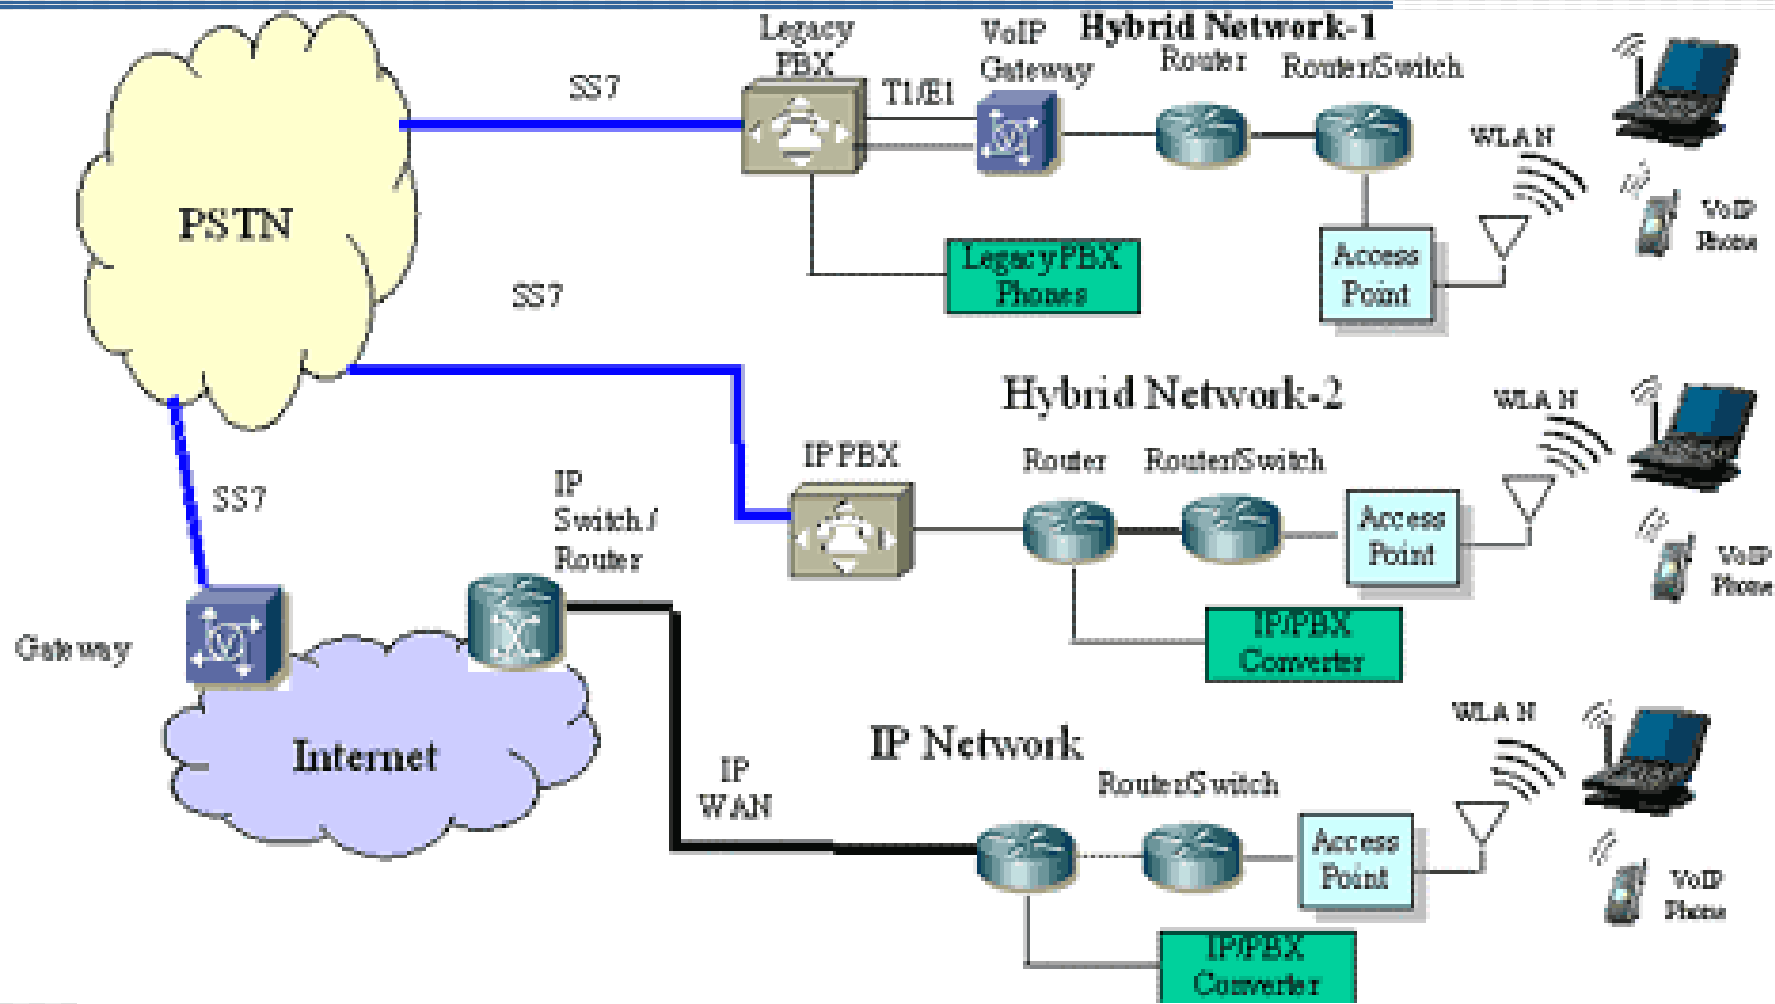 Hybrid Network-1
Legacy
PBX
VoIP
Gateway
Router
Router/Switch
SS7
T1/E1
WLAN
PSTN
VoIP
Phone
Legacy PBX
Phones
Access
Point
SS7
Hybrid Network-2
WLAN
IP PBX
Router
Router/Switch
SS7
IP
Switch /
Router
Access
Point
VoIP
Phone
Gateway
IP/PBX
Converter
WLAN
IP Network
Internet
IP
WAN
Router/Switch
Access
Point
VoIP
Phone
IP/PBX
Converter